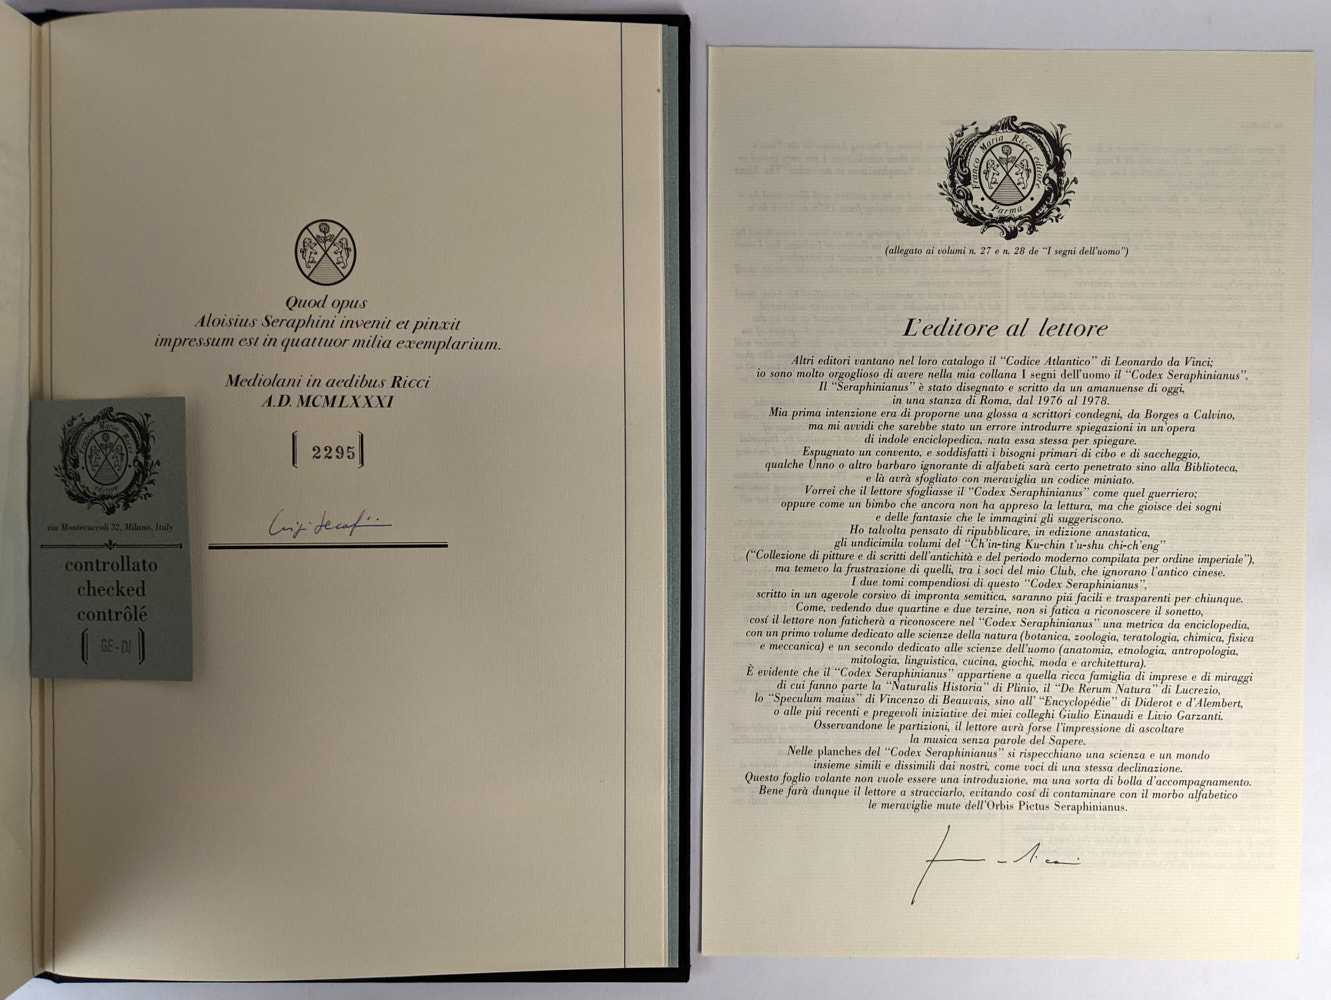 Quod opus
Aloisius Seraphini invenit et pinxit
impressum est in quattuor milia exemplarium.
Mediolani in aedibus Ricci
A.D. MCMLXXXI
2295
Luigi Serafini
via Montecuccoli 32, Milano, Italy
controllato
checked
contrôlé
GE-DI
Franco Maria Ricci editore
Parma
(allegato ai volumi n. 27 e n. 28 de “I segni dell'uomo”)
L'editore al lettore
Altri editori vantano nel loro catalogo il “Codice Atlantico” di Leonardo da Vinci;
io sono molto orgoglioso di avere nella mia collana I segni dell'uomo il “Codex Seraphinianus”.
Il “Seraphinianus” è stato disegnato e scritto da un amanuense di oggi,
in una stanza di Roma, dal 1976 al 1978.
Mia prima intenzione era di proporne una glossa a scrittori condegni, da Borges a Calvino,
ma mi avvidi che sarebbe stato un errore introdurre spiegazioni in un'opera
di indole enciclopedica, nata essa stessa per spiegare.
Espugnato un convento, e soddisfatti i bisogni primari di cibo e di saccheggio,
qualche Unno o altro barbaro ignorante di alfabeti sarà certo penetrato sino alla Biblioteca,
e là avrà sfogliato con meraviglia un codice miniato.
Vorrei che il lettore sfogliasse il “Codex Seraphinianus” come quel guerriero;
oppure come un bimbo che ancora non ha appreso la lettura, ma che gioisce dei sogni
e delle fantasie che le immagini gli suggeriscono.
Ho talvolta pensato di ripubblicare, in edizione anastatica,
gli undicimila volumi del “Ch'in-ting Ku-chin t'u-shu chi-ch'eng”
(“Collezione di pitture e di scritti dell'antichità e del periodo moderno compilata per ordine imperiale”),
ma temevo la frustrazione di quelli, tra i soci del mio Club, che ignorano l'antico cinese.
I due tomi compendiosi di questo “Codex Seraphinianus”,
scritto in un agevole corsivo di impronta semitica, saranno piú facili e trasparenti per chiunque.
Come, vedendo due quartine e due terzine, non si fatica a riconoscere il sonetto,
cosí il lettore non faticherà a riconoscere nel “Codex Seraphinianus” una metrica da enciclopedia,
con un primo volume dedicato alle scienze della natura (botanica, zoologia, teratologia, chimica, fisica
e meccanica) e un secondo dedicato alle scienze dell'uomo (anatomia, etnologia, antropologia,
mitologia, linguistica, cucina, giochi, moda e architettura).
È evidente che il “Codex Seraphinianus” appartiene a quella ricca famiglia di imprese e di miraggi
di cui fanno parte la “Naturalis Historia” di Plinio, il “De Rerum Natura” di Lucrezio,
lo “Speculum maius” di Vincenzo di Beauvais, sino all' “Encyclopédie” di Diderot e d'Alembert,
o alle piú recenti e pregevoli iniziative dei miei colleghi Giulio Einaudi e Livio Garzanti.
Osservandone le partizioni, il lettore avrà forse l'impressione di ascoltare
la musica senza parole del Sapere.
Nelle planches del “Codex Seraphinianus” si rispecchiano una scienza e un mondo
insieme simili e dissimili dai nostri, come voci di una stessa declinazione.
Questo foglio volante non vuole essere una introduzione, ma una sorta di bolla d'accompagnamento.
Bene farà dunque il lettore a stracciarlo, evitando cosí di contaminare con il morbo alfabetico
le meraviglie mute dell'Orbis Pictus Seraphinianus.